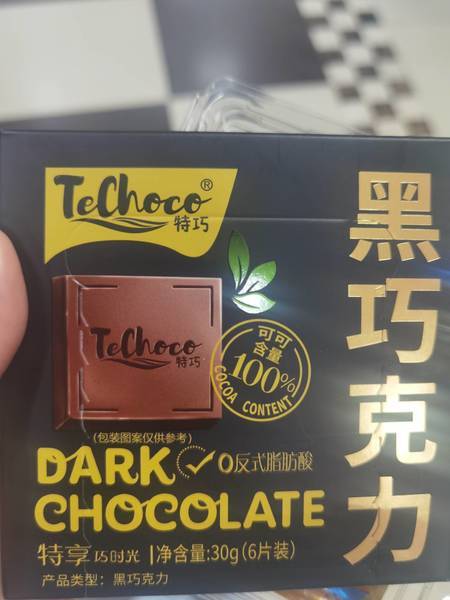 TeChoco®
特巧
黑巧克力
TeChoco
特巧
可可
含量
100%
COCOA CONTENT
(包装图案仅供参考)
DARK
0反式脂肪酸
CHOCOLATE
特享 巧时光 | 净含量:30g(6片装)
产品类型: 黑巧克力